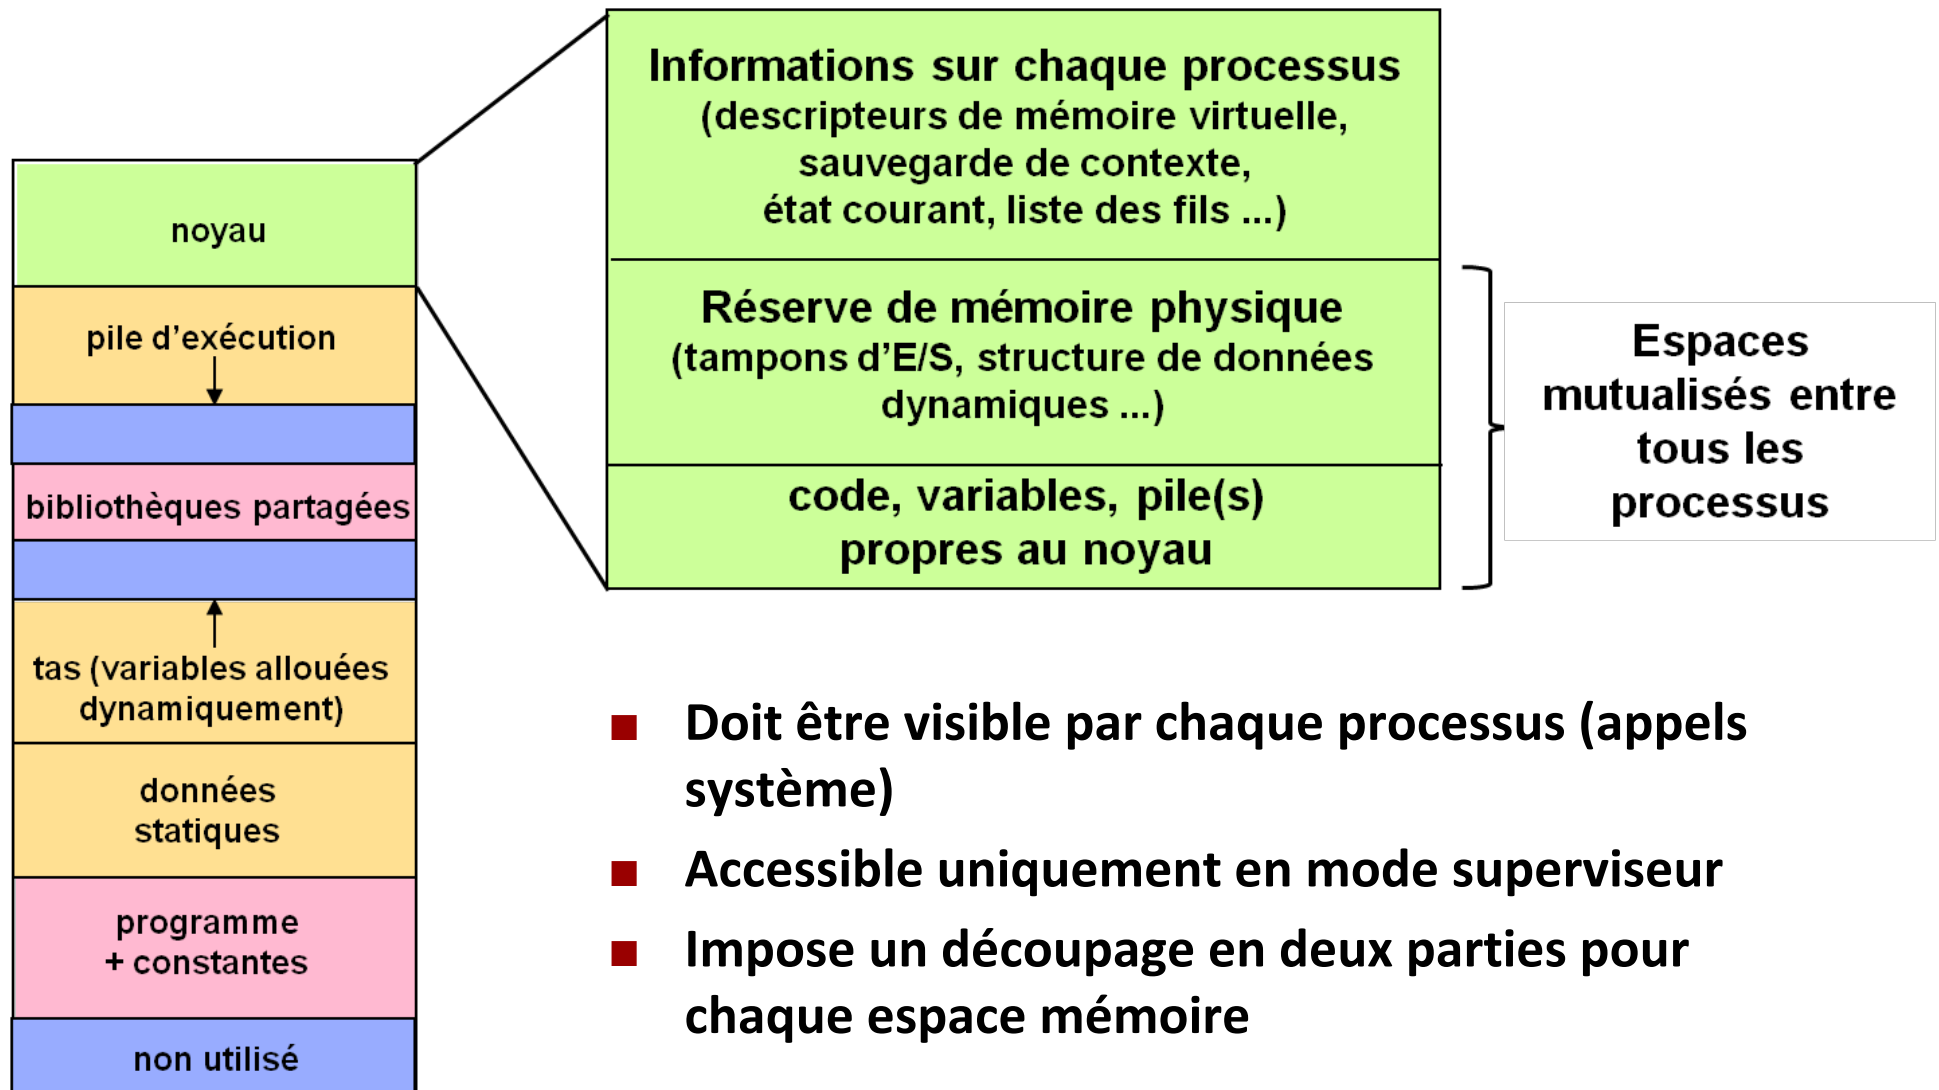 Informations sur chaque processus
(descripteurs de mémoire virtuelle,
sauvegarde de contexte,
état courant, liste des fils ...)
Réserve de mémoire physique
(tampons d'E/S, structure de données
dynamiques ...)
code, variables, pile(s)
propres au noyau
Espaces
mutualisés entre
tous les
processus
noyau
pile d'exécution
bibliothèques partagées
tas (variables allouées
dynamiquement)
données
statiques
programme
+ constantes
non utilisé
Doit être visible par chaque processus (appels
système)
Accessible uniquement en mode superviseur
Impose un découpage en deux parties pour
chaque espace mémoire